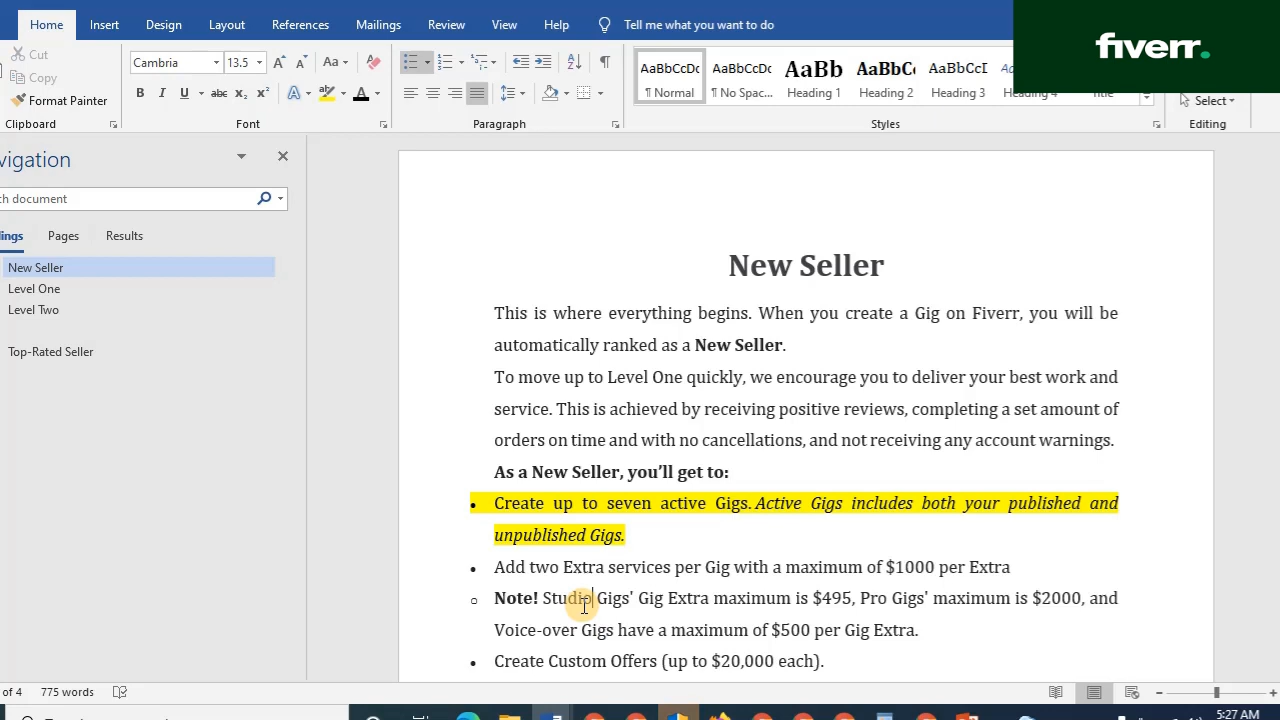 Home Insert Design Layout References Mailings Review View Help Tell me what you want to do
fiverr.
Cut
Copy
Format Painter
Cambria 13.5
Aa
B I U abc x₂ x² A A
AaBbCcDc AaBbCcDc AaBb AaBbCc AaBbCcD
¶ Normal ¶ No Spac... Heading 1 Heading 2 Heading 3 Heading 4 Title
Select
Clipboard Font Paragraph Styles Editing
vigation
ch document
dings Pages Results
New Seller
Level One
Level Two
Top-Rated Seller
New Seller
This is where everything begins. When you create a Gig on Fiverr, you will be
automatically ranked as a New Seller.
To move up to Level One quickly, we encourage you to deliver your best work and
service. This is achieved by receiving positive reviews, completing a set amount of
orders on time and with no cancellations, and not receiving any account warnings.
As a New Seller, you’ll get to:
• Create up to seven active Gigs. Active Gigs includes both your published and
unpublished Gigs.
• Add two Extra services per Gig with a maximum of $1000 per Extra
○ Note! Studio Gigs' Gig Extra maximum is $495, Pro Gigs' maximum is $2000, and
Voice-over Gigs have a maximum of $500 per Gig Extra.
• Create Custom Offers (up to $20,000 each).
of 4 775 words
5:27 AM